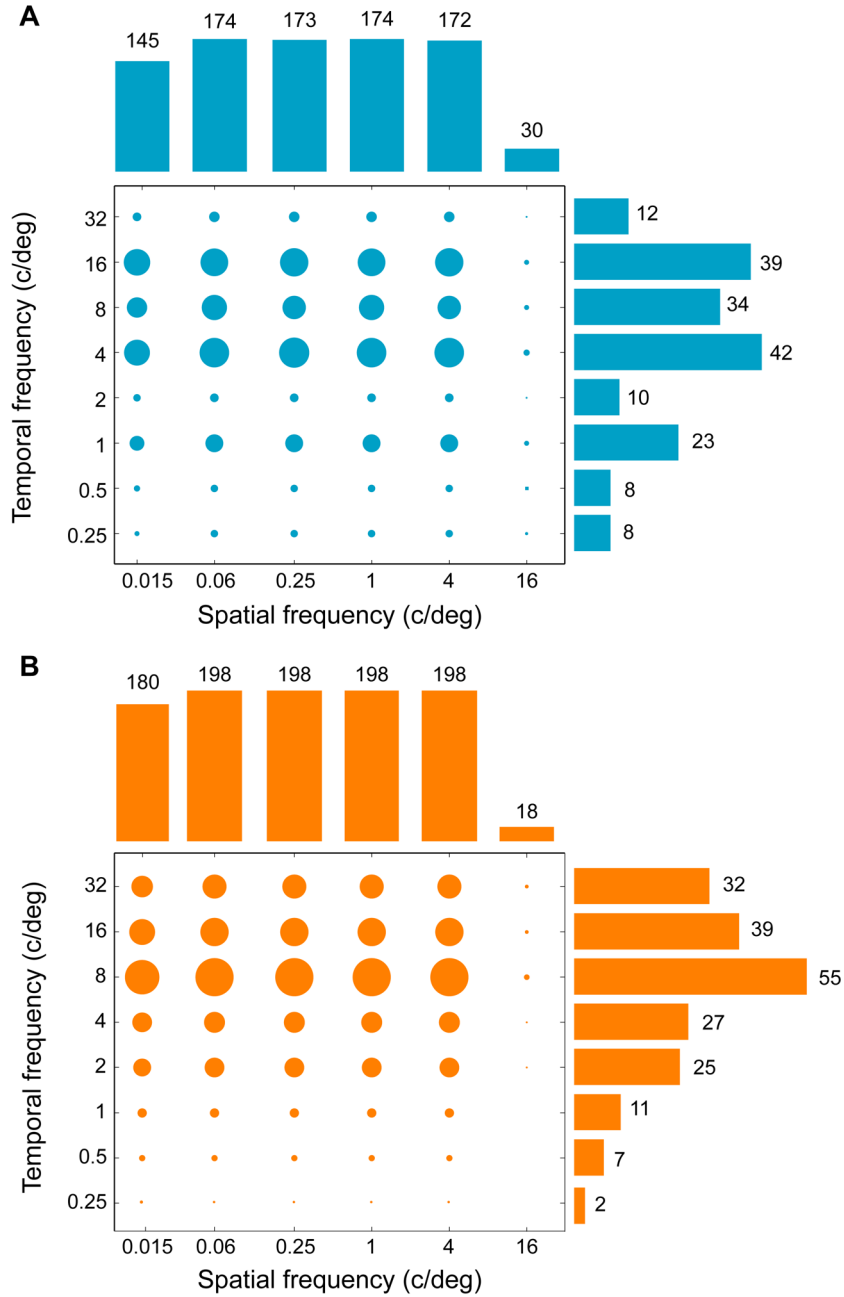 A
145 174 173 174 172 30
Temporal frequency (c/deg)
32 12
16 39
8 34
4 42
2 10
1 23
0.5 8
0.25 8
0.015 0.06 0.25 1 4 16
Spatial frequency (c/deg)
B
180 198 198 198 198 18
Temporal frequency (c/deg)
32 32
16 39
8 55
4 27
2 25
1 11
0.5 7
0.25 2
0.015 0.06 0.25 1 4 16
Spatial frequency (c/deg)